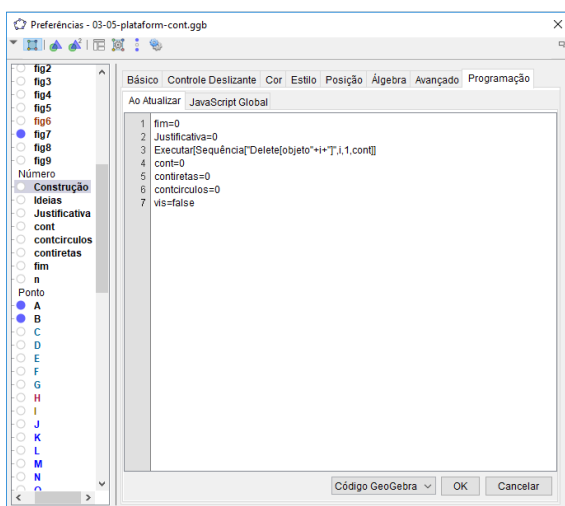 Preferências - 03-05-plataform-cont.ggb
fig2
fig3
fig4
fig5
fig6
fig7
fig8
fig9
Número
Construção
Ideias
Justificativa
cont
contcirculos
contiretas
fim
n
Ponto
A
B
C
D
E
F
G
H
I
J
K
L
M
N
O
Básico Controle Deslizante Cor Estilo Posição Álgebra Avançado Programação
Ao Atualizar JavaScript Global
1 fim=0
2 Justificativa=0
3 Executar[Sequência["Delete[objeto"+i+"]",i,1,cont]]
4 cont=0
5 contiretas=0
6 contcirculos=0
7 vis=false
Código GeoGebra OK Cancelar